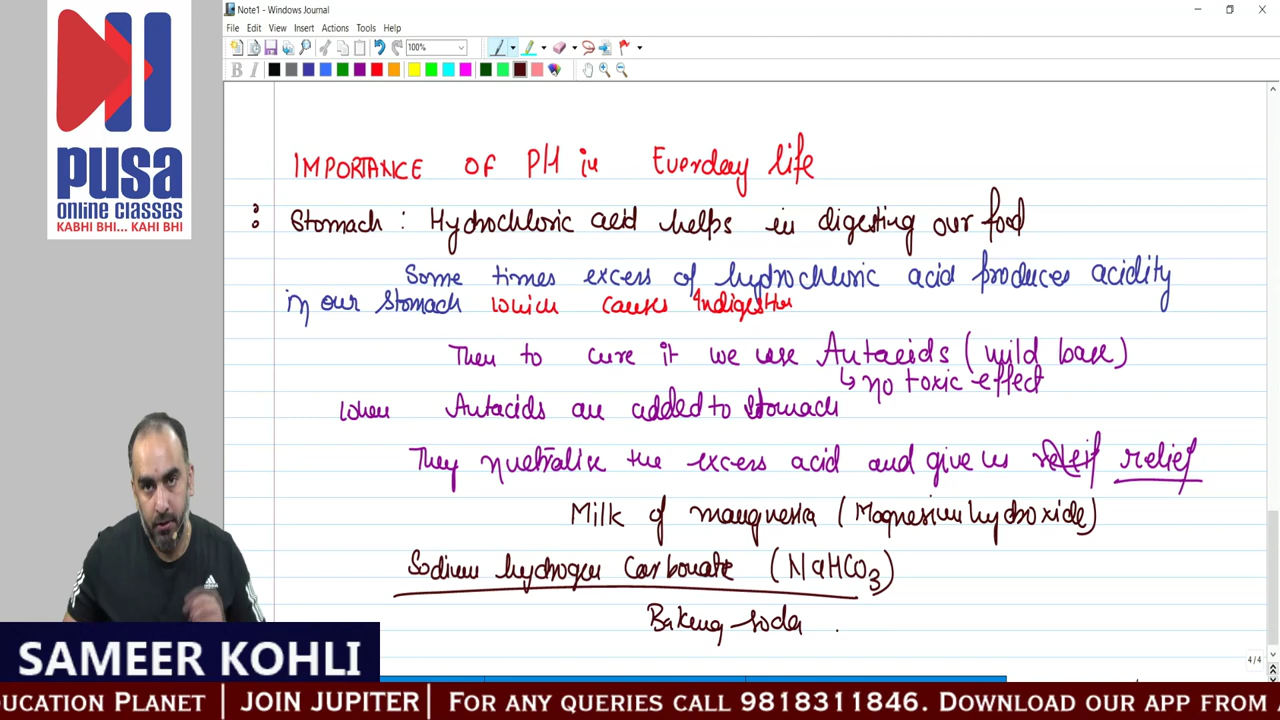 Note1 - Windows Journal
File Edit View Insert Actions Tools Help
100%
B I
PUSA
ONLINE CLASSES
KABHI BHI... KAHI BHI
IMPORTANCE OF PH in Everday life
: Stomach : Hydrochloric acid helps in digesting our food
Some times excess of hydrochloric acid produces acidity
in our stomach which causes Indigestion
Then to cure it we use Antacids (mild base)
↳ no toxic effect
When Antacids are added to stomach
They nuetralise the excess acid and give us releif relief
Milk of mangnesia (Magnesium hydroxide)
Sodium hydrogen Carbonate (NaHCO3)
Baking soda
adidas
4/4
SAMEER KOHLI
DUCATION PLANET | JOIN JUPITER | FOR ANY QUERIES CALL 9818311846. DOWNLOAD OUR APP FROM